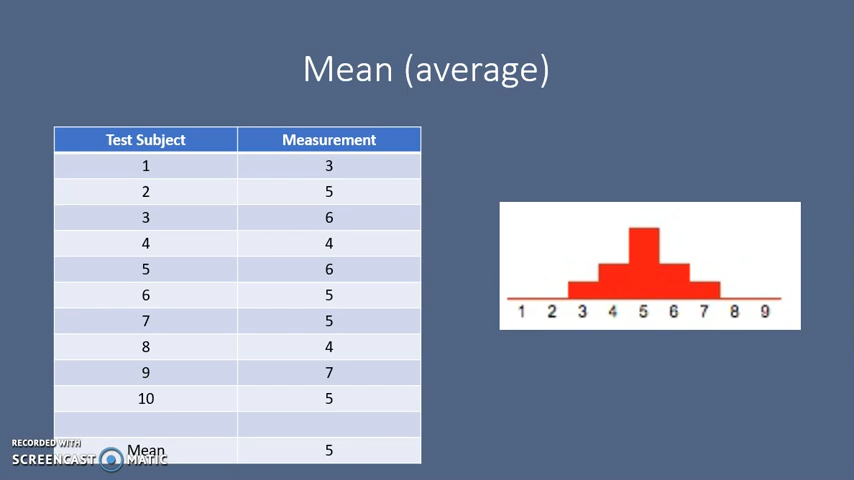 Mean (average)
Test Subject Measurement
1 3
2 5
3 6
4 4
5 6
6 5
7 5
8 4
9 7
10 5
Mean 5
1 2 3 4 5 6 7 8 9
RECORDED WITH
SCREENCAST MATIC